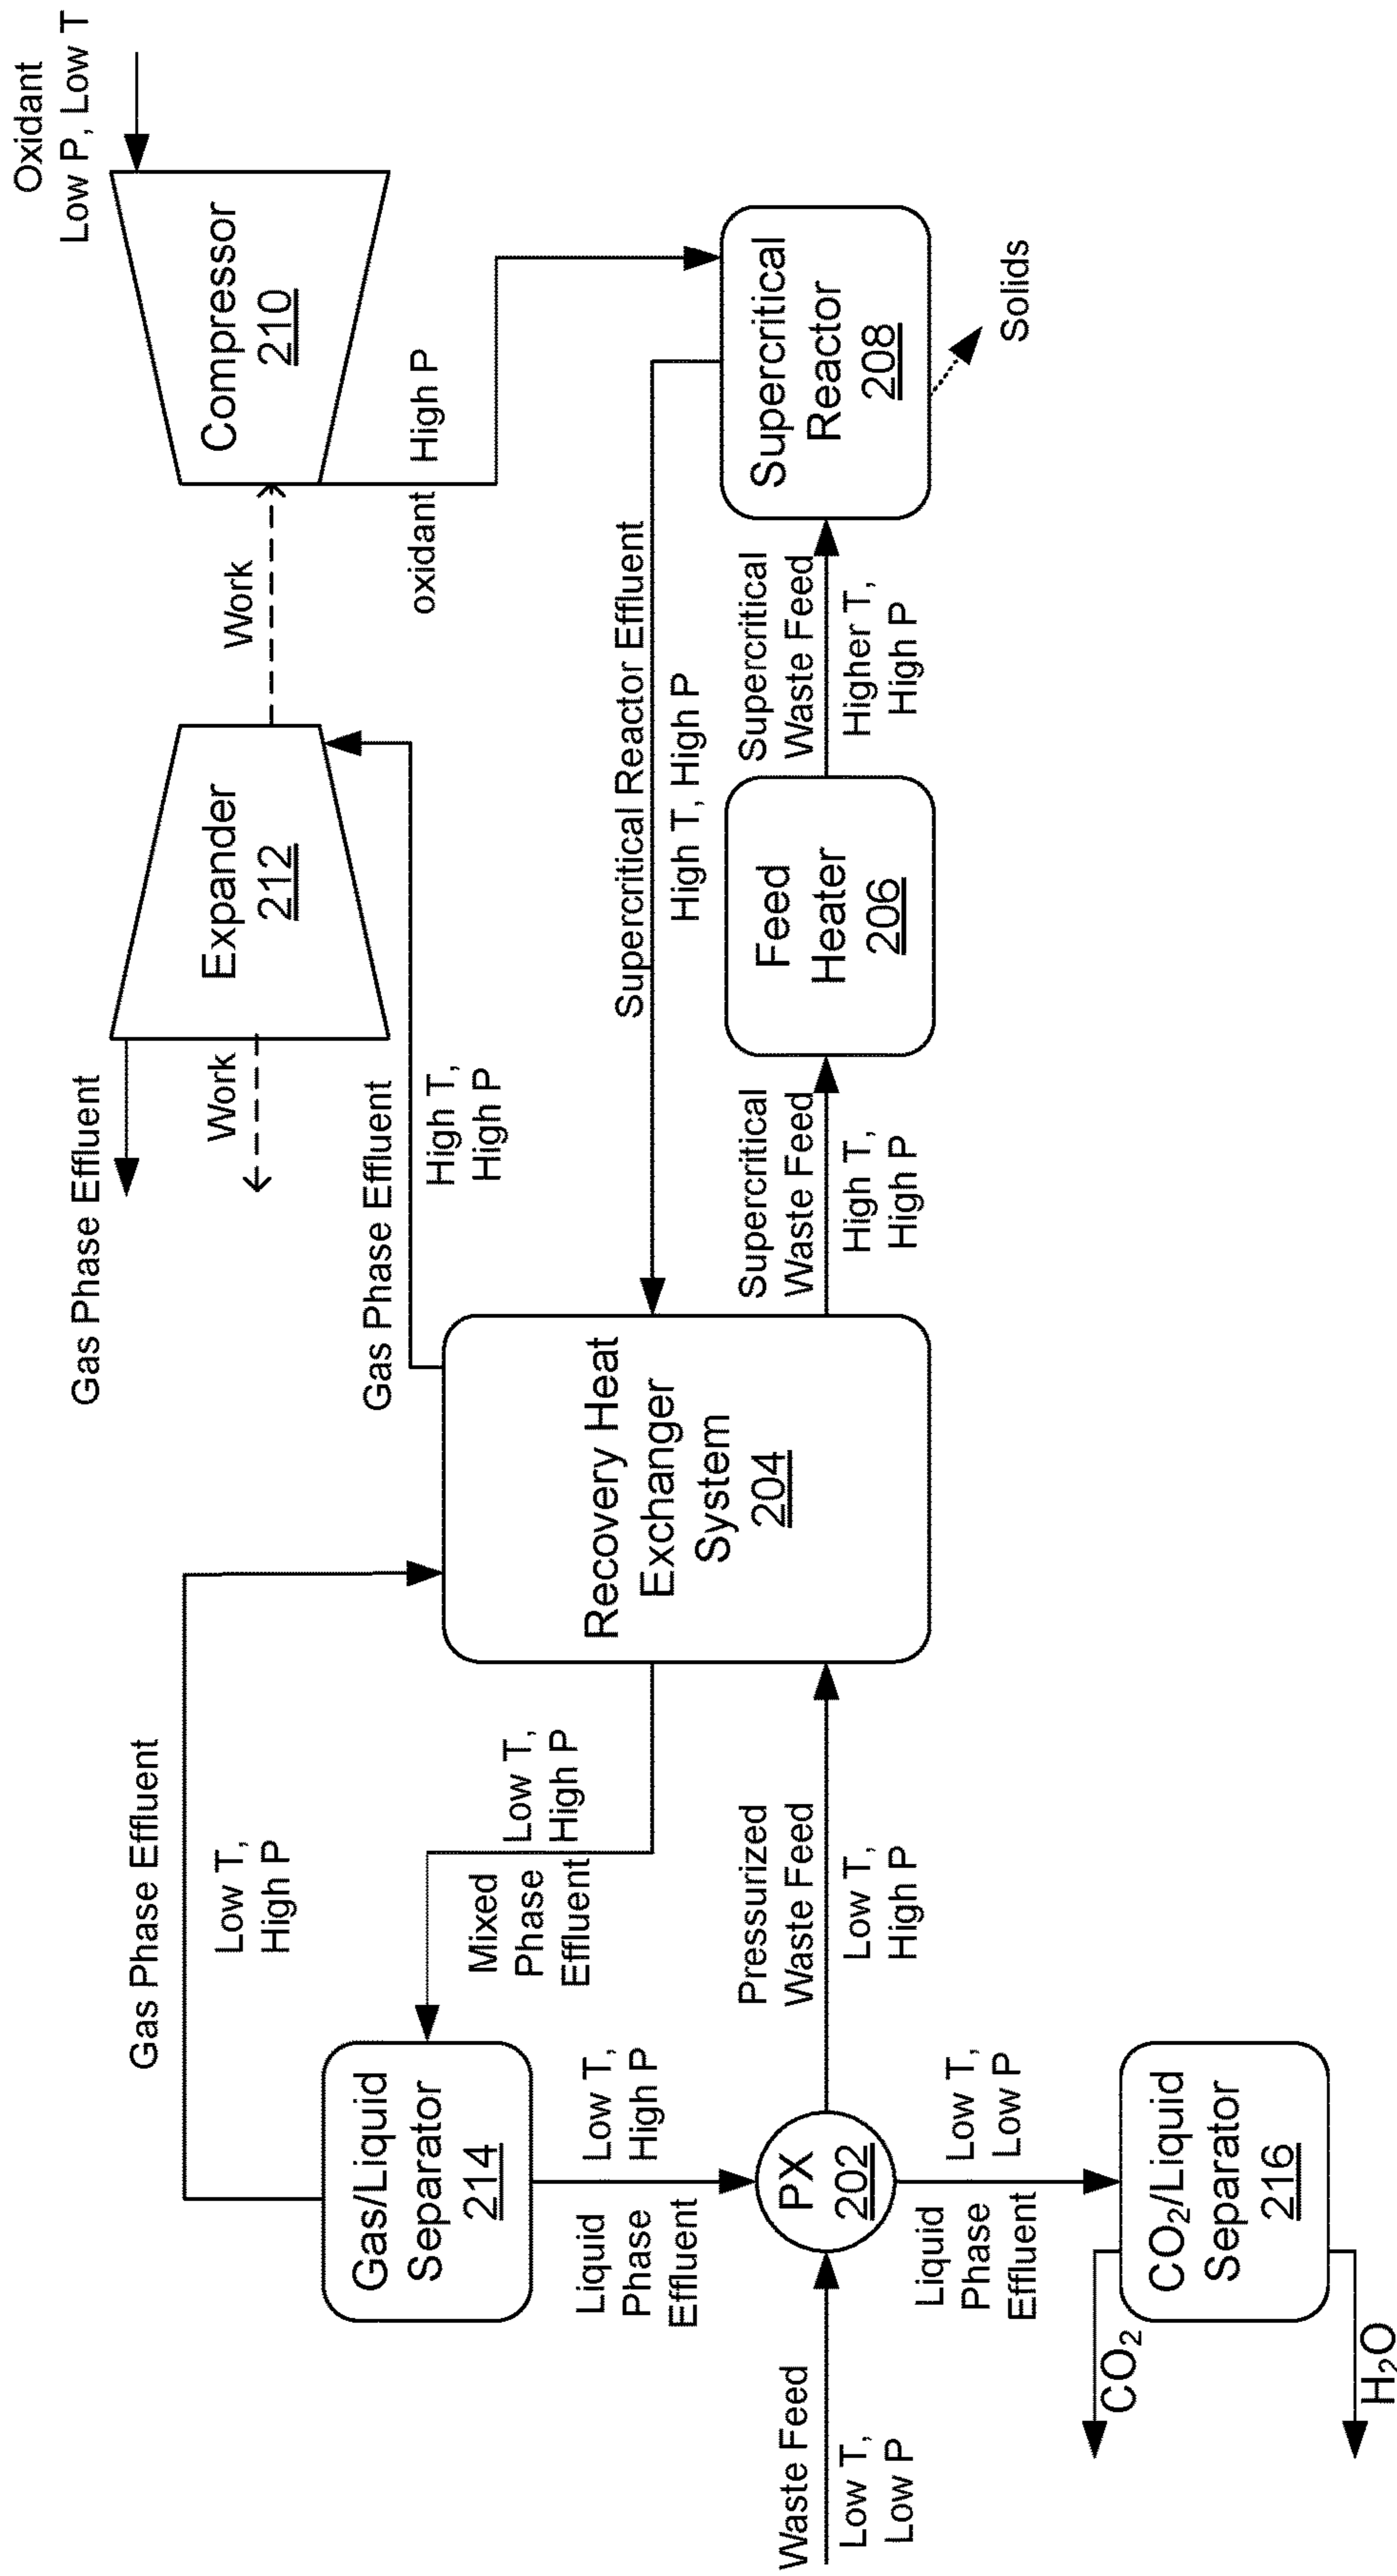 Oxidant
Low P, Low T
Compressor
210
Work
Expander
212
Work
Gas Phase Effluent
oxidant
High P
Gas Phase Effluent
High T,
High P
Supercritical Reactor Effluent
High T, High P
Supercritical
Reactor
208
Solids
Supercritical
Waste Feed
Higher T,
High P
Feed
Heater
206
Supercritical
Waste Feed
High T,
High P
Recovery Heat
Exchanger
System
204
Gas Phase Effluent
Low T,
High P
Low T,
High P
Mixed
Phase
Effluent
Gas/Liquid
Separator
214
Liquid
Phase
Effluent
Low T,
High P
Pressurized
Waste Feed
Low T,
High P
PX
202
Waste Feed
Low T,
Low P
Liquid
Phase
Effluent
Low T,
Low P
CO₂/Liquid
Separator
216
CO₂
H₂O